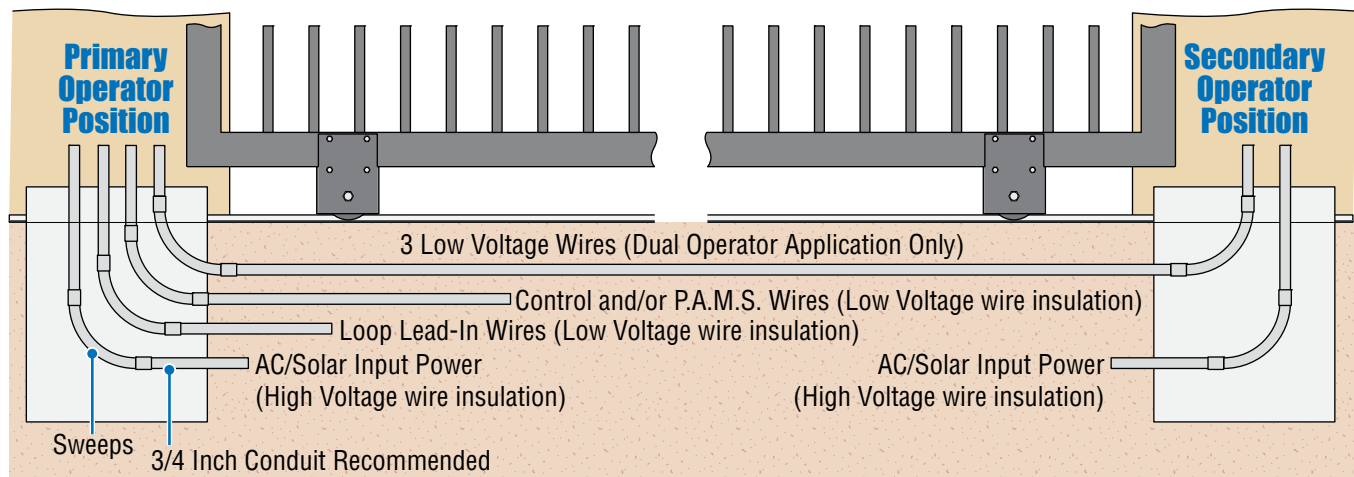 Primary
Operator
Position
Secondary
Operator
Position
3 Low Voltage Wires (Dual Operator Application Only)
Control and/or P.A.M.S. Wires (Low Voltage wire insulation)
Loop Lead-In Wires (Low Voltage wire insulation)
AC/Solar Input Power
(High Voltage wire insulation)
AC/Solar Input Power
(High Voltage wire insulation)
Sweeps
3/4 Inch Conduit Recommended